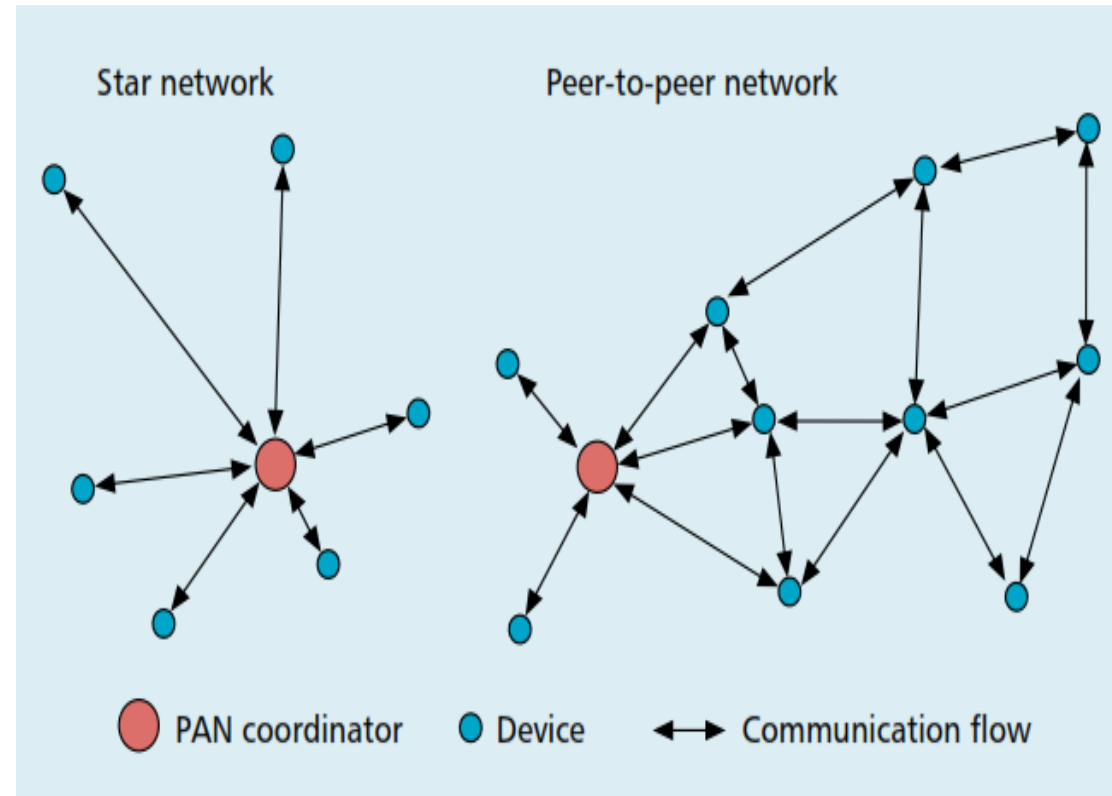 Star network
Peer-to-peer network
PAN coordinator
Device
Communication flow